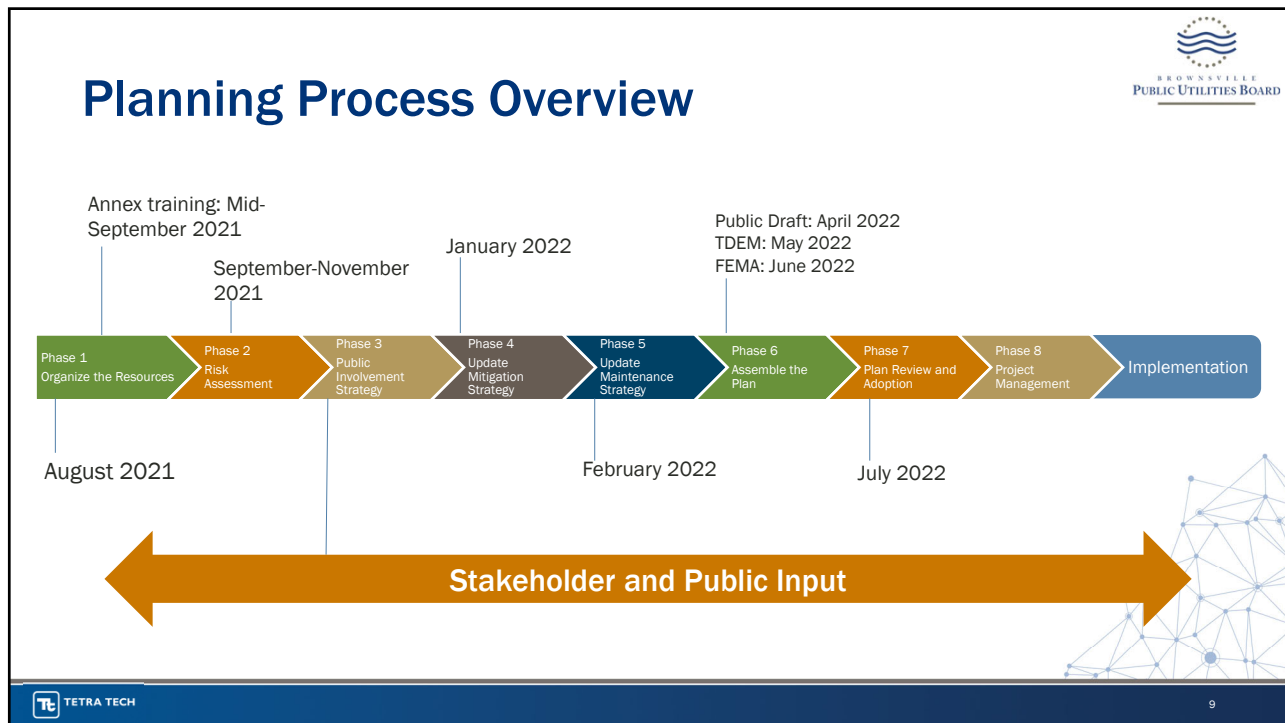 BROWNSVILLE
PUBLIC UTILITIES BOARD
Planning Process Overview
Annex training: Mid-
September 2021
September-November
2021
January 2022
Public Draft: April 2022
TDEM: May 2022
FEMA: June 2022
Phase 1
Organize the Resources
Phase 2
Risk
Assessment
Phase 3
Public
Involvement
Strategy
Phase 4
Update
Mitigation
Strategy
Phase 5
Update
Maintenance
Strategy
Phase 6
Assemble the
Plan
Phase 7
Plan Review and
Adoption
Phase 8
Project
Management
Implementation
August 2021
February 2022
July 2022
Stakeholder and Public Input
Tt TETRA TECH
9